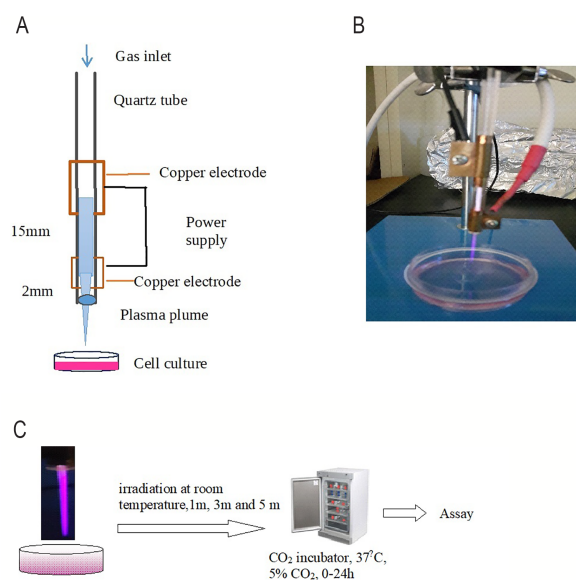 A
Gas inlet
Quartz tube
Copper electrode
15mm
Power
supply
Copper electrode
2mm
Plasma plume
Cell culture
B
C
irradiation at room
temperature,1m, 3m and 5 m
CO₂ incubator, 37⁰C,
5% CO₂, 0-24h
Assay